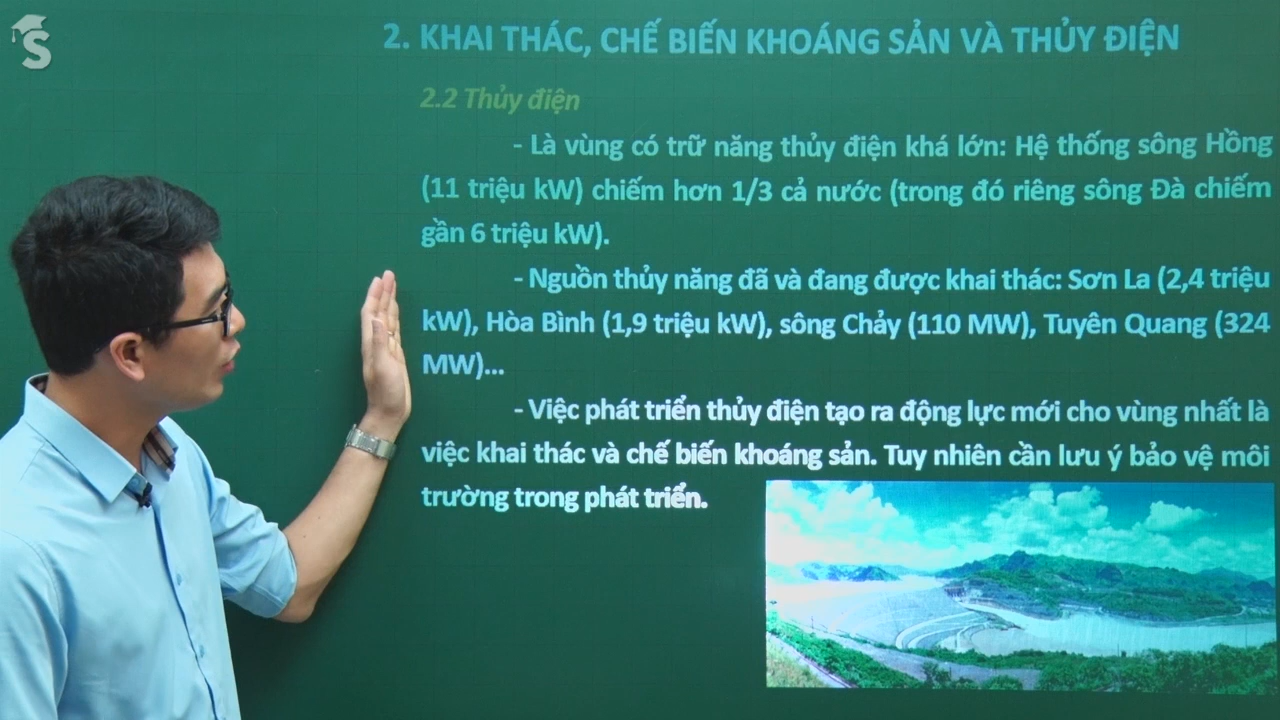 S
2. KHAI THÁC, CHẾ BIẾN KHOÁNG SẢN VÀ THỦY ĐIỆN
2.2 Thủy điện
- Là vùng có trữ năng thủy điện khá lớn: Hệ thống sông Hồng
(11 triệu kW) chiếm hơn 1/3 cả nước (trong đó riêng sông Đà chiếm
gần 6 triệu kW).
- Nguồn thủy năng đã và đang được khai thác: Sơn La (2,4 triệu
kW), Hòa Bình (1,9 triệu kW), sông Chảy (110 MW), Tuyên Quang (324
MW)...
- Việc phát triển thủy điện tạo ra động lực mới cho vùng nhất là
việc khai thác và chế biến khoáng sản. Tuy nhiên cần lưu ý bảo vệ môi
trường trong phát triển.